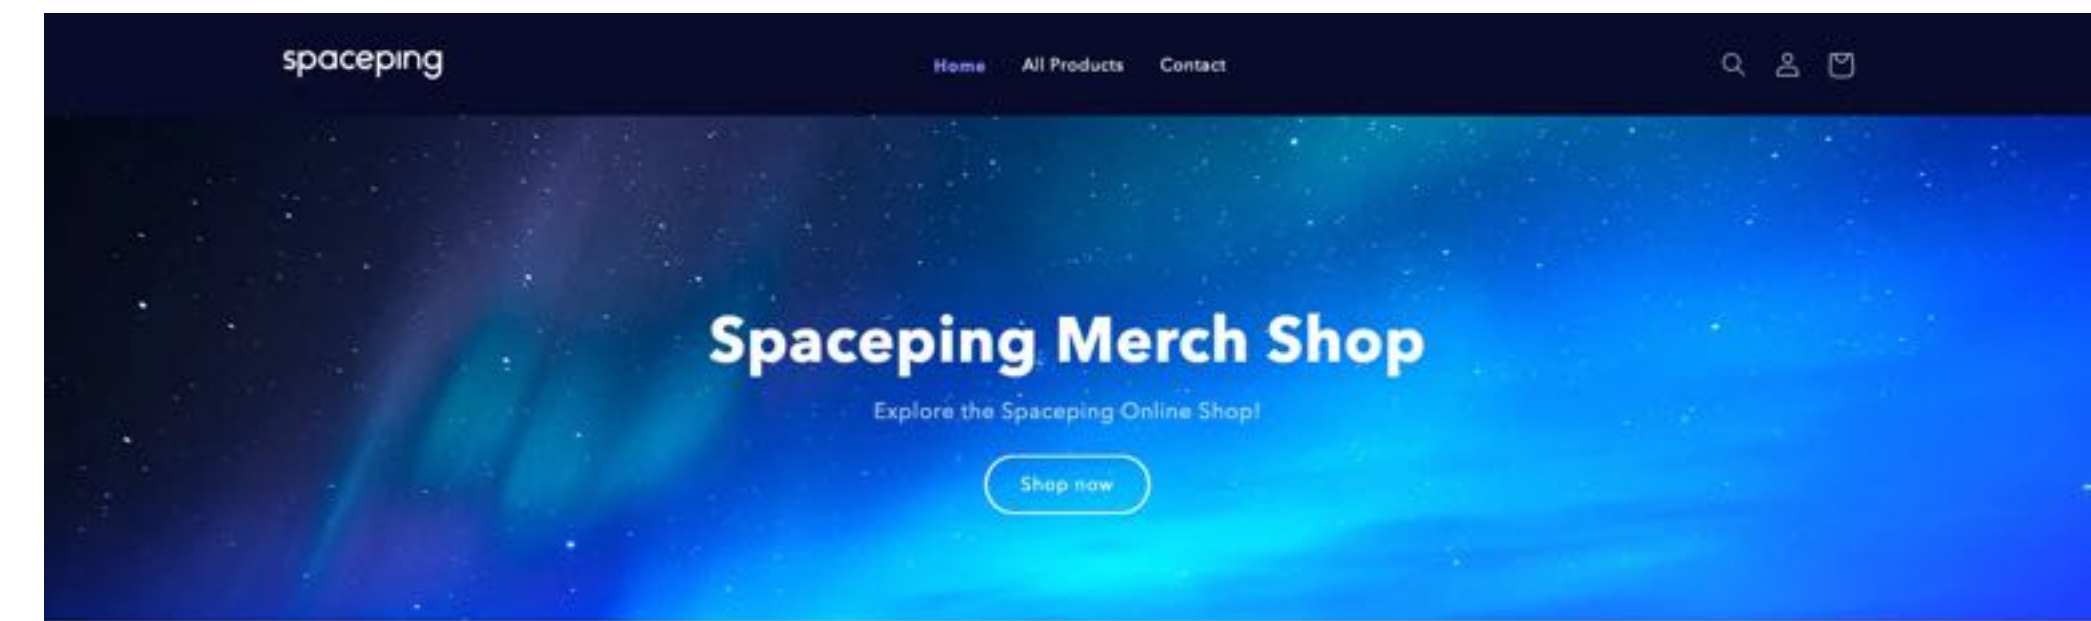 spaceping
Home All Products Contact
Spaceping Merch Shop
Explore the Spaceping Online Shop!
Shop now